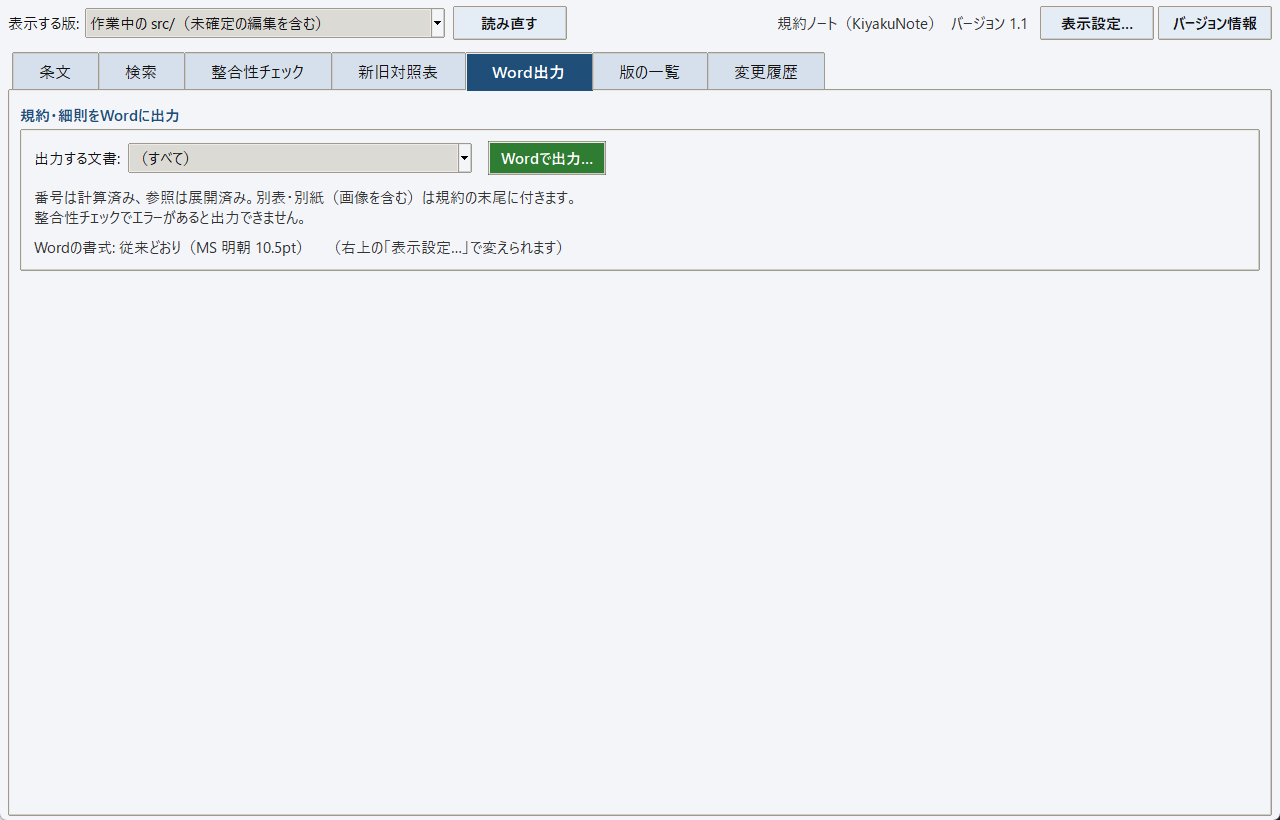 表示する版: 作業中の src/（未確定の編集を含む） 読み直す 規約ノート（KiyakuNote） バージョン 1.1 表示設定... バージョン情報
条文 検索 整合性チェック 新旧対照表 Word出力 版の一覧 変更履歴
規約・細則をWordに出力
出力する文書: （すべて） Wordで出力...
番号は計算済み、参照は展開済み。別表・別紙（画像を含む）は規約の末尾に付きます。
整合性チェックでエラーがあると出力できません。
Wordの書式: 従来どおり（MS 明朝 10.5pt） （右上の「表示設定...」で変えられます）